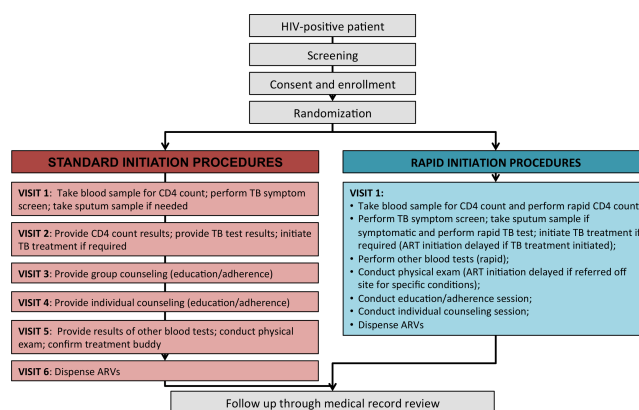 HIV-positive patient
Screening
Consent and enrollment
Randomization
STANDARD INITIATION PROCEDURES
VISIT 1: Take blood sample for CD4 count; perform TB symptom
screen; take sputum sample if needed
VISIT 2: Provide CD4 count results; provide TB test results; initiate
TB treatment if required
VISIT 3: Provide group counseling (education/adherence)
VISIT 4: Provide individual counseling (education/adherence)
VISIT 5: Provide results of other blood tests; conduct physical
exam; confirm treatment buddy
VISIT 6: Dispense ARVs
RAPID INITIATION PROCEDURES
VISIT 1:
• Take blood sample for CD4 count and perform rapid CD4 count
• Perform TB symptom screen; take sputum sample if
symptomatic and perform rapid TB test; initiate TB treatment if
required (ART initiation delayed if TB treatment initiated);
• Perform other blood tests (rapid);
• Conduct physical exam (ART initiation delayed if referred off
site for specific conditions);
• Conduct education/adherence session;
• Conduct individual counseling session;
• Dispense ARVs
Follow up through medical record review